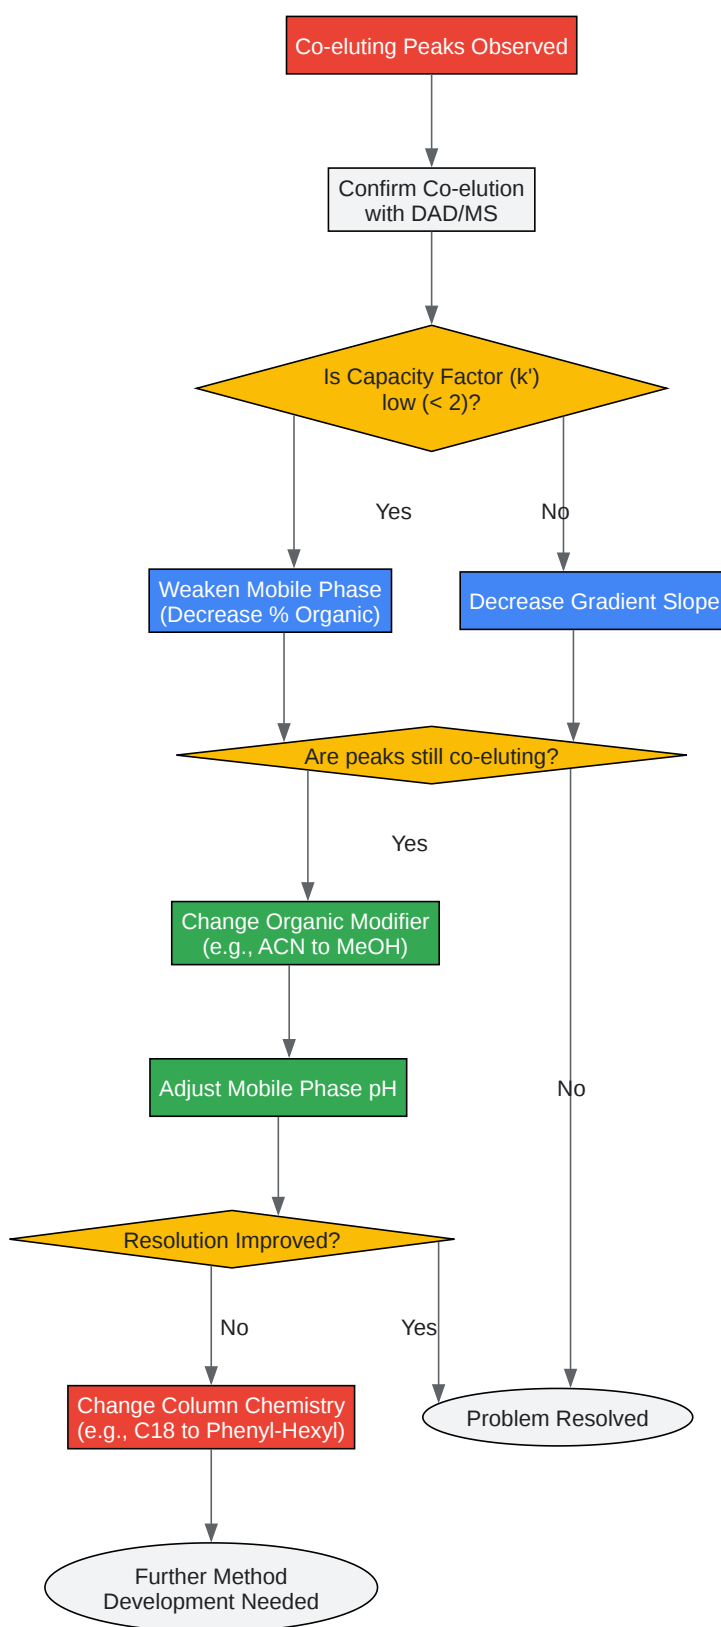 Co-eluting Peaks Observed
Confirm Co-elution
with DAD/MS
Is Capacity Factor (k')
low (< 2)?
Yes
No
Weaken Mobile Phase
(Decrease % Organic)
Decrease Gradient Slope
Are peaks still co-eluting?
Yes
Change Organic Modifier
(e.g., ACN to MeOH)
Adjust Mobile Phase pH
No
Resolution Improved?
No
Yes
Change Column Chemistry
(e.g., C18 to Phenyl-Hexyl)
Problem Resolved
Further Method
Development Needed